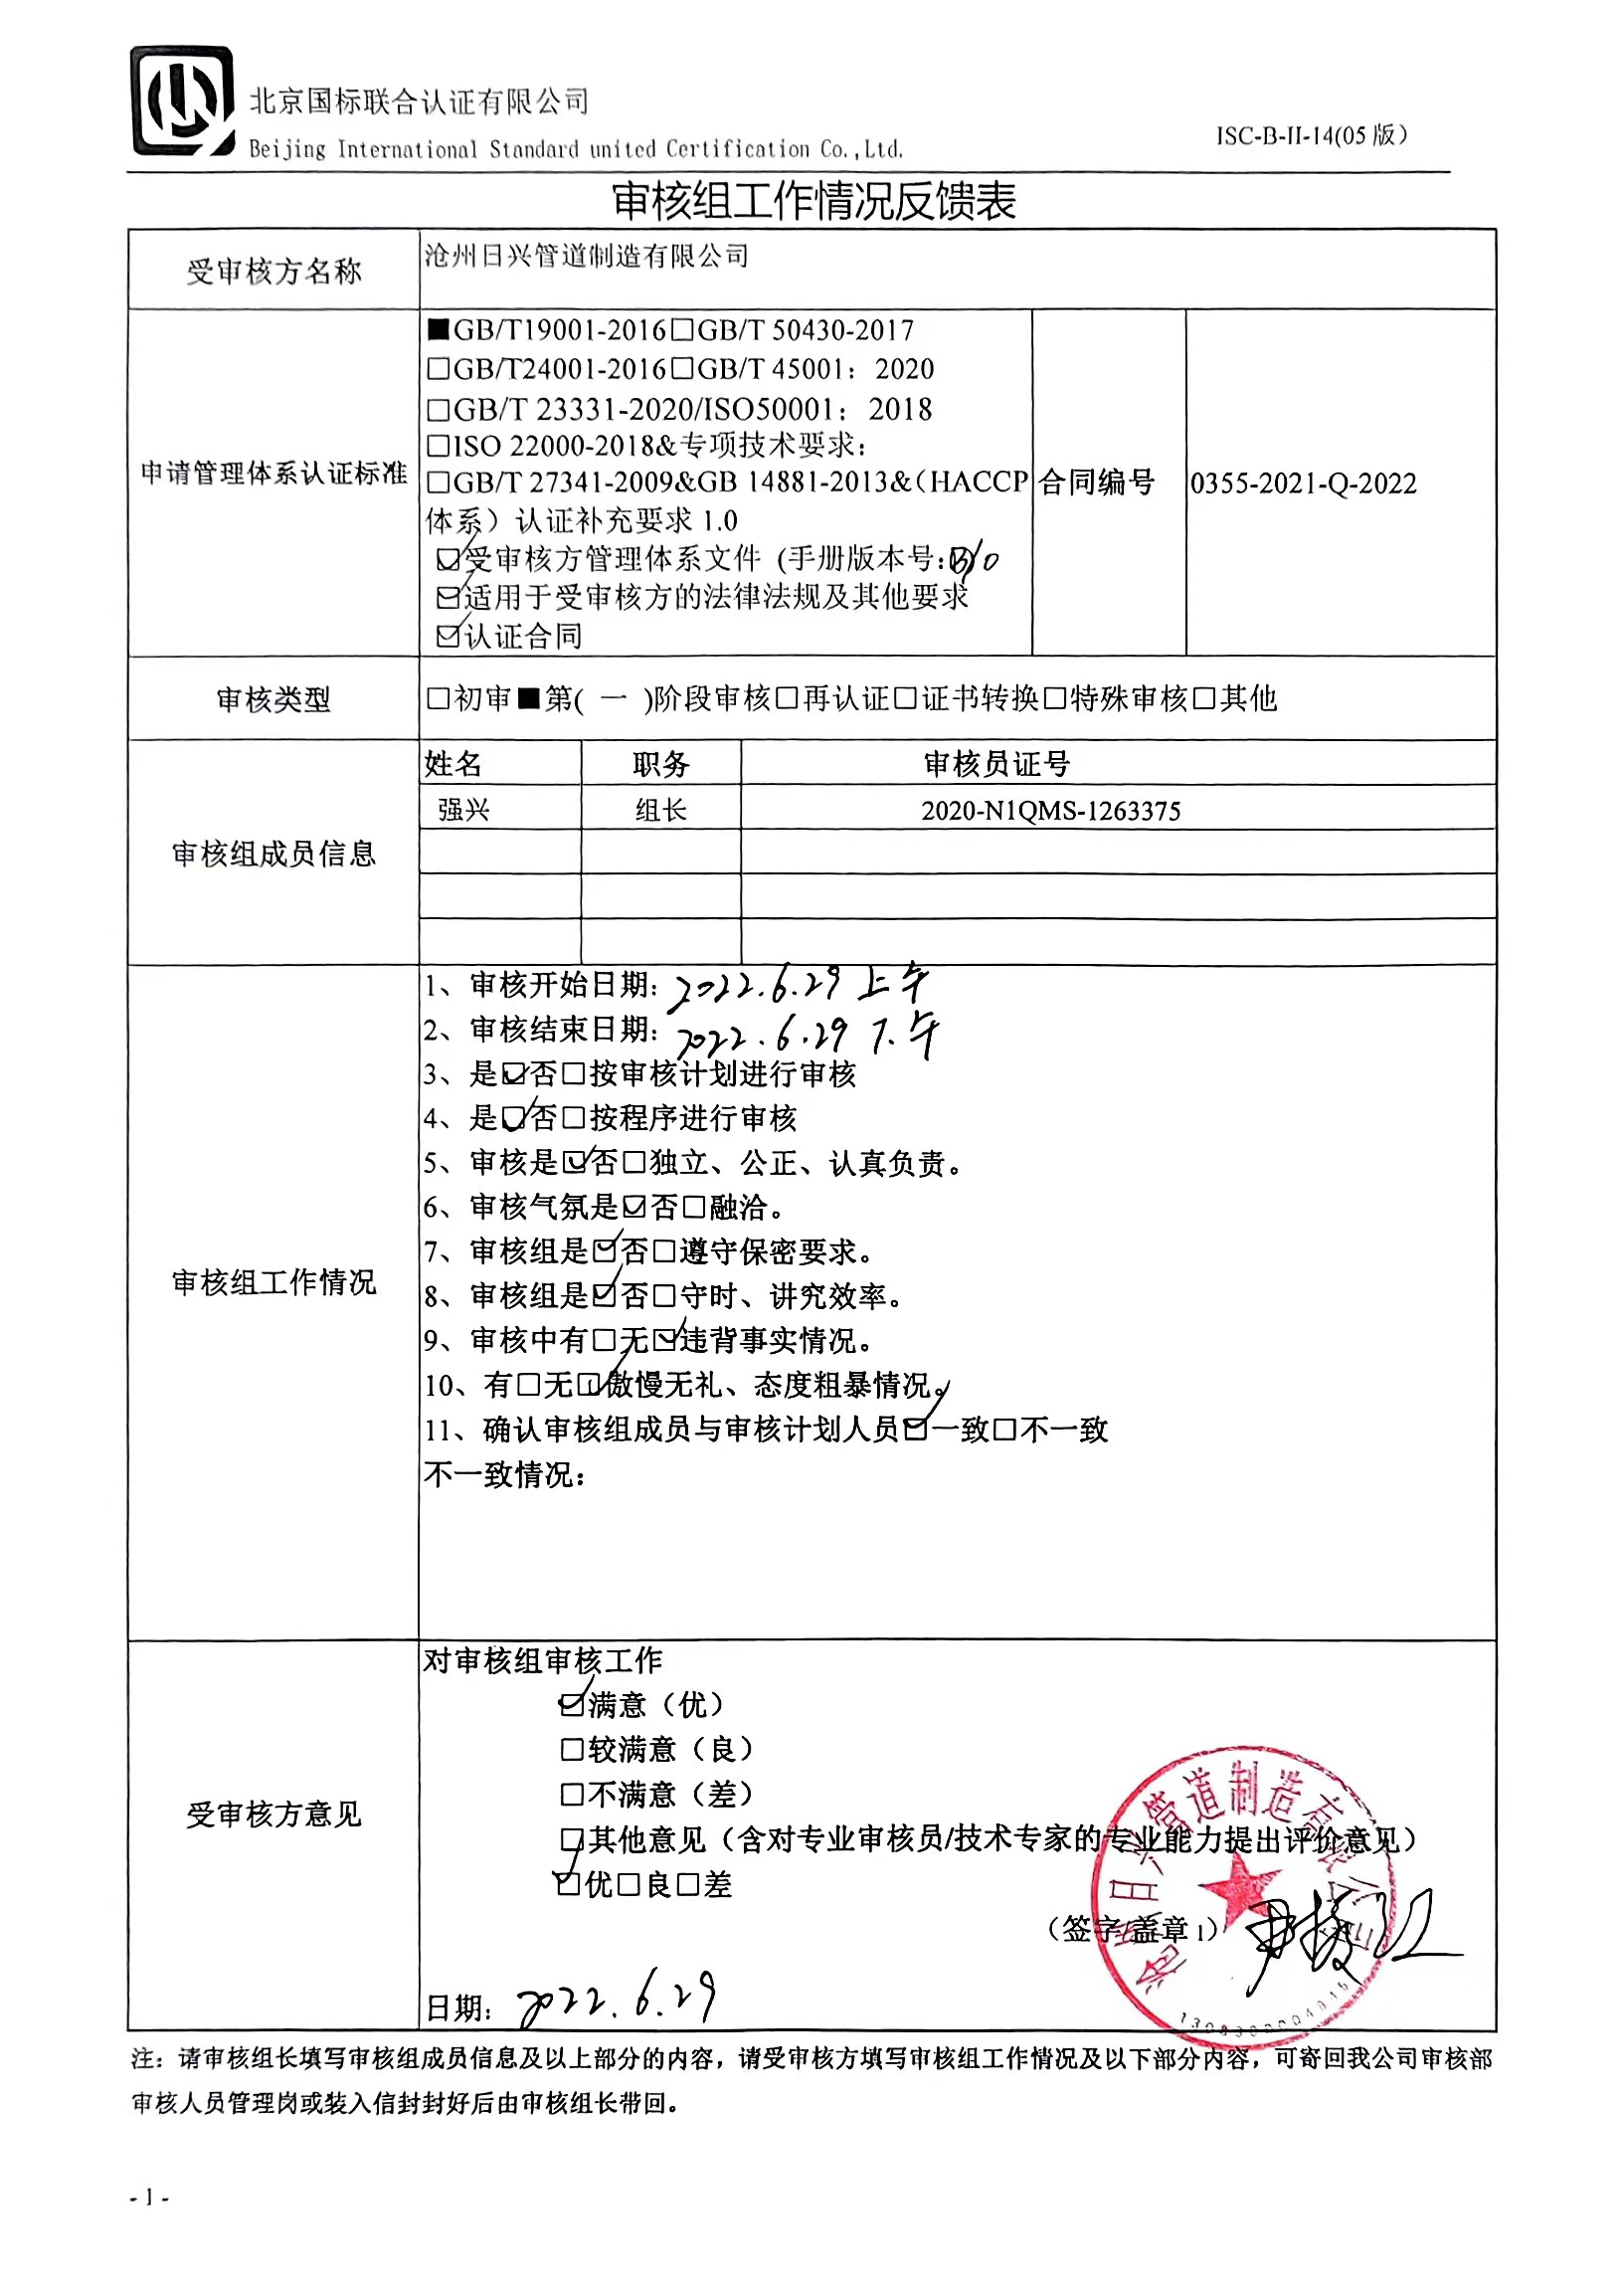 北京国标联合认证有限公司
Beijing International Standard united Certification Co.,Ltd.
ISC-B-II-14(05 版)
审核组工作情况反馈表
受审核方名称
沧州日兴管道制造有限公司
申请管理体系认证标准
■GB/T19001-2016□GB/T 50430-2017
□GB/T24001-2016□GB/T 45001：2020
□GB/T 23331-2020/ISO50001：2018
□ISO 22000-2018&专项技术要求：
□GB/T 27341-2009&GB 14881-2013&（HACCP
体系）认证补充要求 1.0
☑受审核方管理体系文件 (手册版本号:B/0
☑适用于受审核方的法律法规及其他要求
☑认证合同
合同编号
0355-2021-Q-2022
审核类型
□初审■第( 一 )阶段审核□再认证□证书转换□特殊审核□其他
审核组成员信息
姓名 职务 审核员证号
强兴 组长 2020-N1QMS-1263375
审核组工作情况
1、审核开始日期：2022.6.29 上午
2、审核结束日期：2022.6.29 下午
3、是☑否□按审核计划进行审核
4、是☑否□按程序进行审核
5、审核是☑否□独立、公正、认真负责。
6、审核气氛是☑否□融洽。
7、审核组是☑否□遵守保密要求。
8、审核组是☑否□守时、讲究效率。
9、审核中有□无☑违背事实情况。
10、有□无☑傲慢无礼、态度粗暴情况。
11、确认审核组成员与审核计划人员☑一致□不一致
不一致情况：
受审核方意见
对审核组审核工作
☑满意（优）
□较满意（良）
□不满意（差）
□其他意见（含对专业审核员/技术专家的专业能力提出评价意见）
☑优□良□差
（签字 盖章 1）
沧州日兴管道制造有限公司
日期：2022.6.29
注：请审核组长填写审核组成员信息及以上部分的内容，请受审核方填写审核组工作情况及以下部分内容，可寄回我公司审核部
审核人员管理岗或装入信封封好后由审核组长带回。
- 1 -